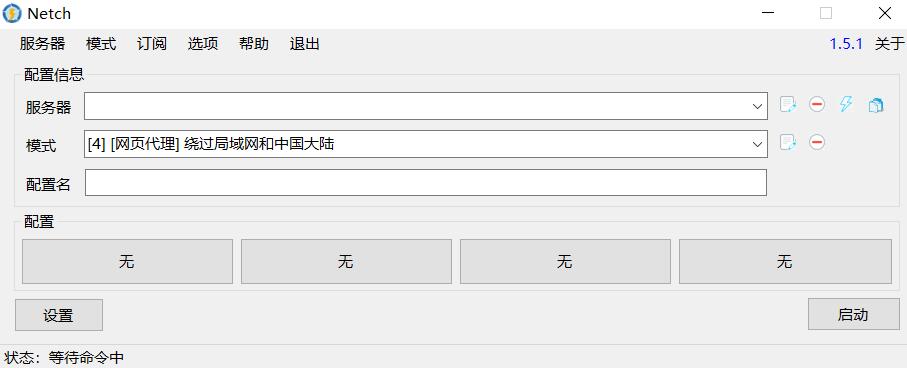 Netch
服务器 模式 订阅 选项 帮助 退出 1.5.1 关于
配置信息
服务器
模式 [4] [网页代理] 绕过局域网和中国大陆
配置名
配置
无 无 无 无
设置 启动
状态：等待命令中